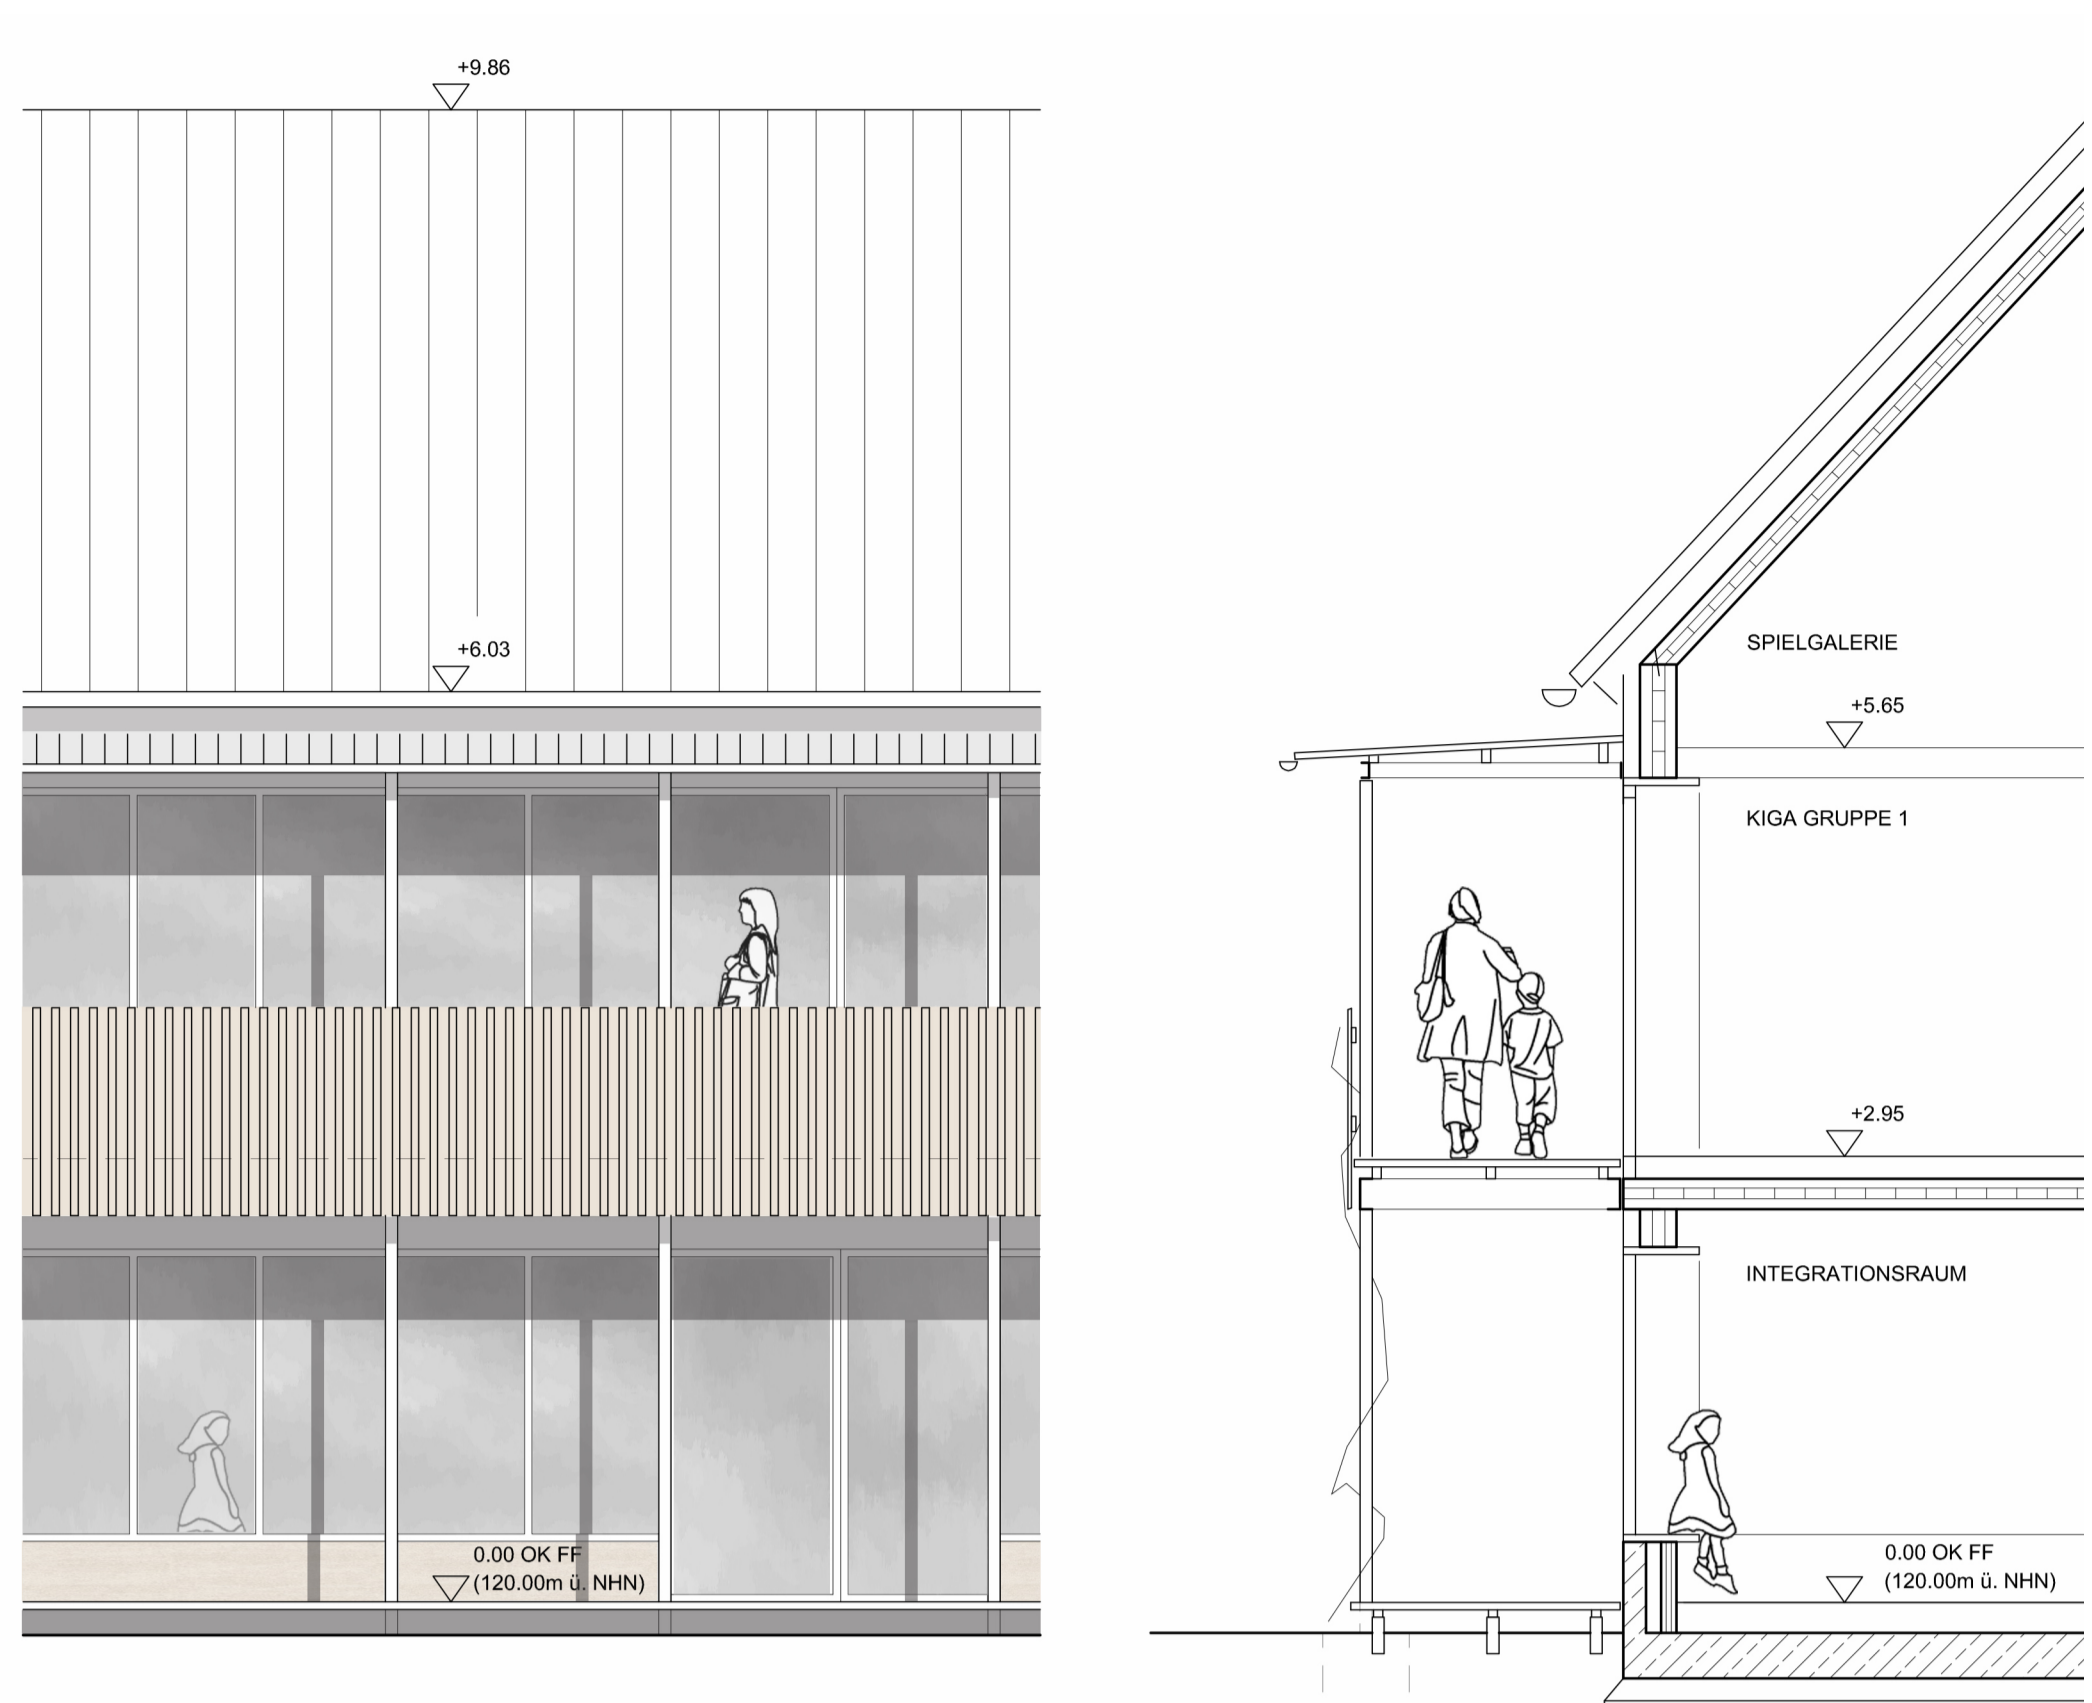 +9.86
+6.03
0.00 OK FF
(120.00m ü. NHN)
SPIELGALERIE
+5.65
KIGA GRUPPE 1
+2.95
INTEGRATIONSRAUM
0.00 OK FF
(120.00m ü. NHN)